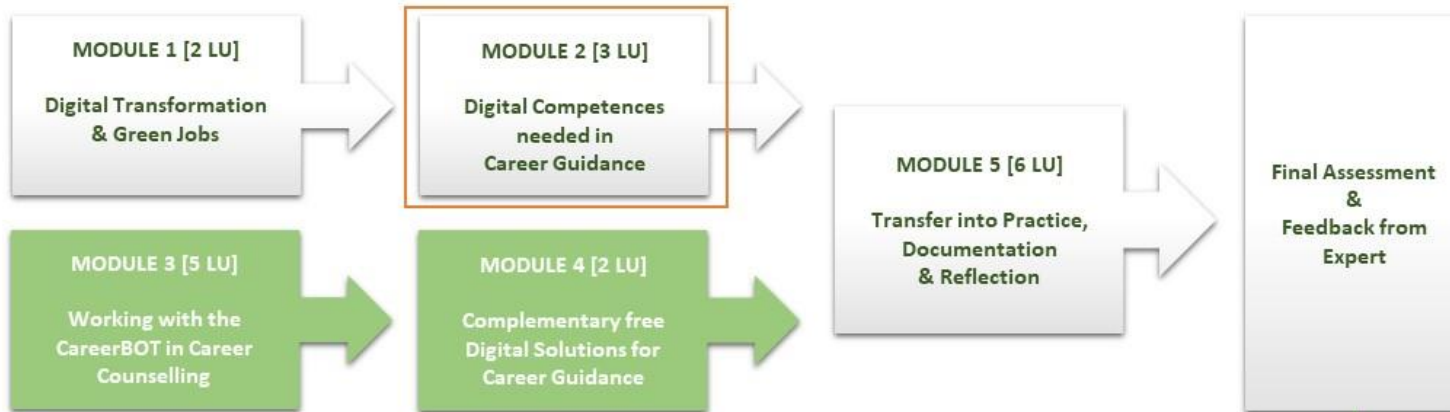 MODULE 1 [2 LU]
Digital Transformation
& Green Jobs
MODULE 2 [3 LU]
Digital Competences
needed in
Career Guidance
MODULE 3 [5 LU]
Working with the
CareerBOT in Career
Counselling
MODULE 4 [2 LU]
Complementary free
Digital Solutions for
Career Guidance
MODULE 5 [6 LU]
Transfer into Practice,
Documentation
& Reflection
Final Assessment
&
Feedback from
Expert